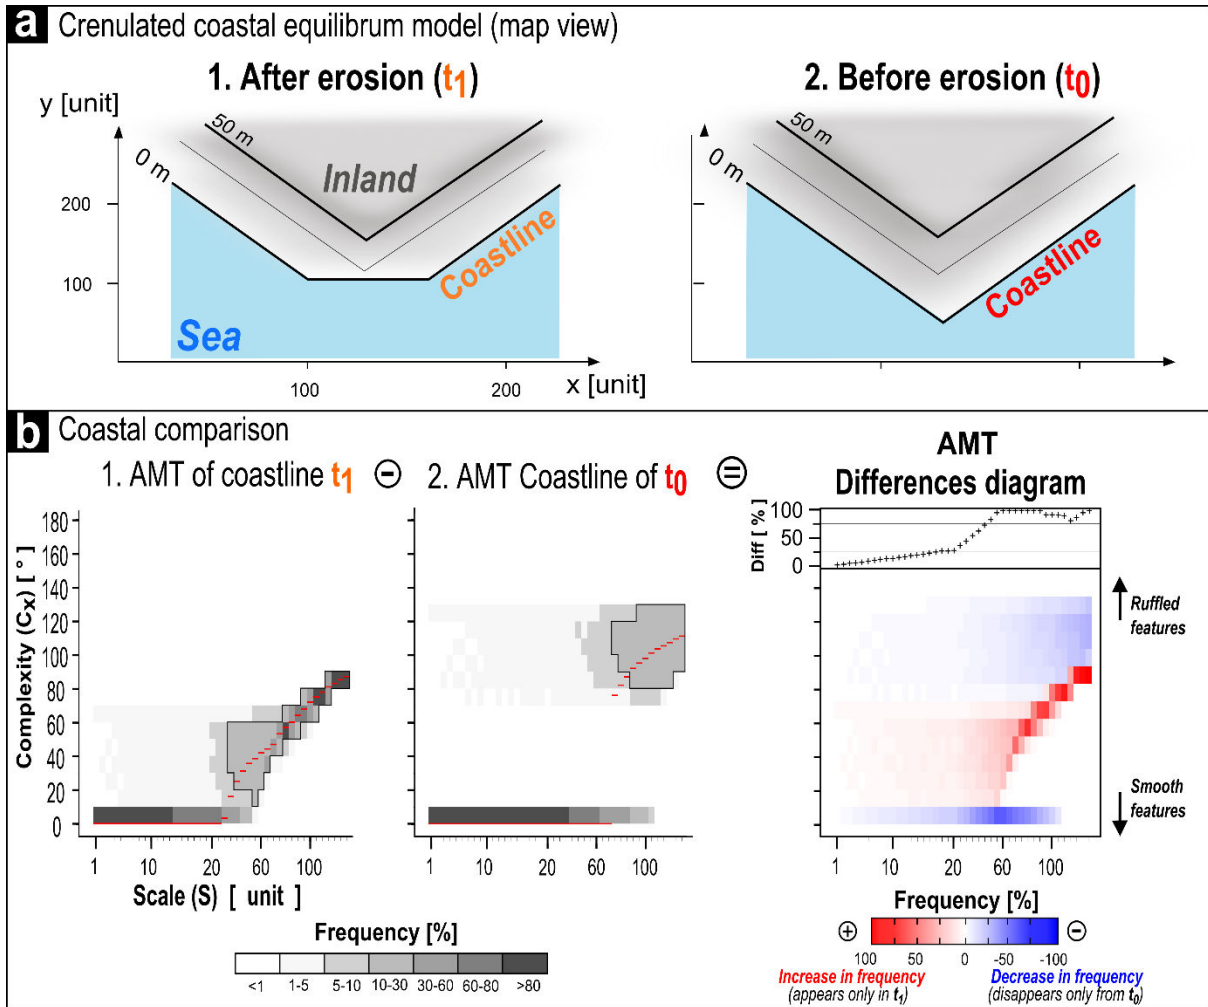 a Crenulated coastal equilibrum model (map view)
1. After erosion (t1)
2. Before erosion (t0)
y [unit]
50 m
0 m
Inland
200
100
Coastline
Sea
100
200
x [unit]
50 m
0 m
Coastline
b Coastal comparison
1. AMT of coastline t1
−
2. AMT Coastline of t0
=
AMT
Differences diagram
Diff [ % ]
100
50
0
Complexity (Cx) [ ° ]
180
160
140
120
100
80
60
40
20
0
1 10 20 60 100
Scale (S) [ unit ]
1 10 20 60 100
Ruffled
features
Smooth
features
1 10 20 60 100
Frequency [%]
<1 1-5 5-10 10-30 30-60 60-80 >80
Frequency [%]
+ −
100 50 0 -50 -100
Increase in frequency
(appears only in t1)
Decrease in frequency
(disappears only from t0)